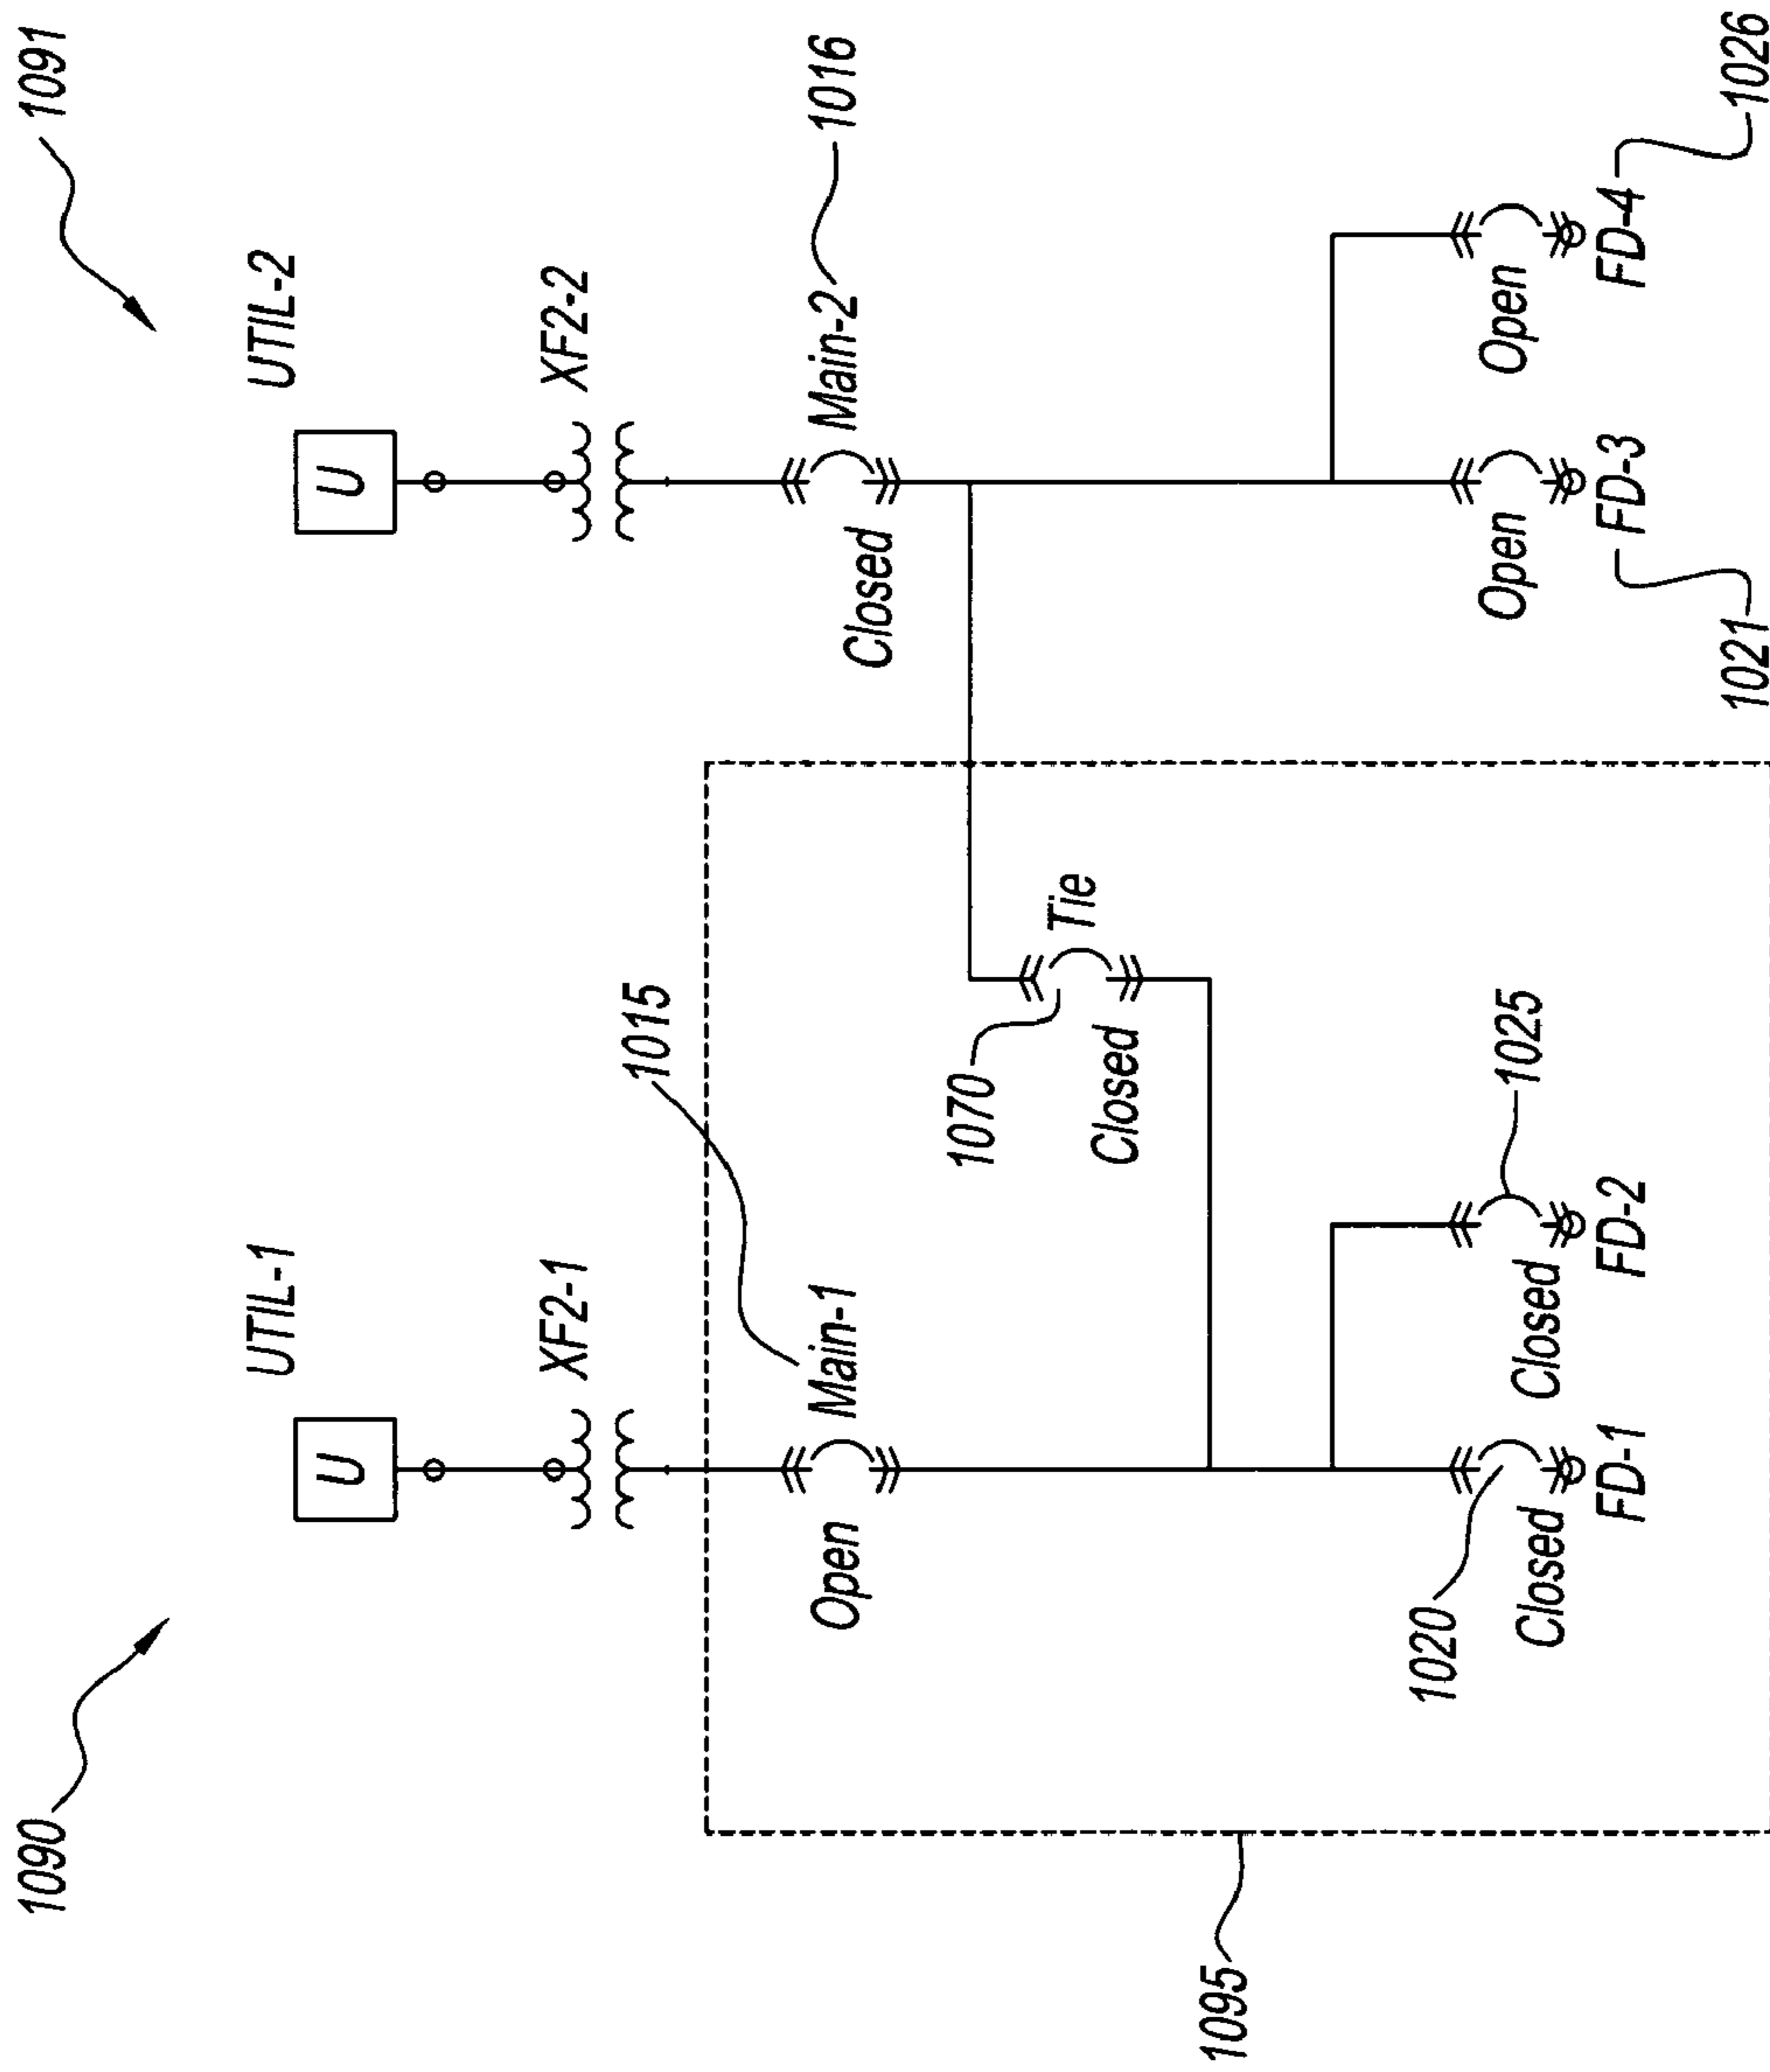 1090
1091
UTIL-1
UTIL-2
U
U
XF2-1
XF2-2
1015
Main-1
Open
Main-2
1016
Closed
1070
Tie
Closed
1020
1025
Closed
Closed
Open
Open
FD-1
FD-2
FD-3
FD-4
1021
1026
1095